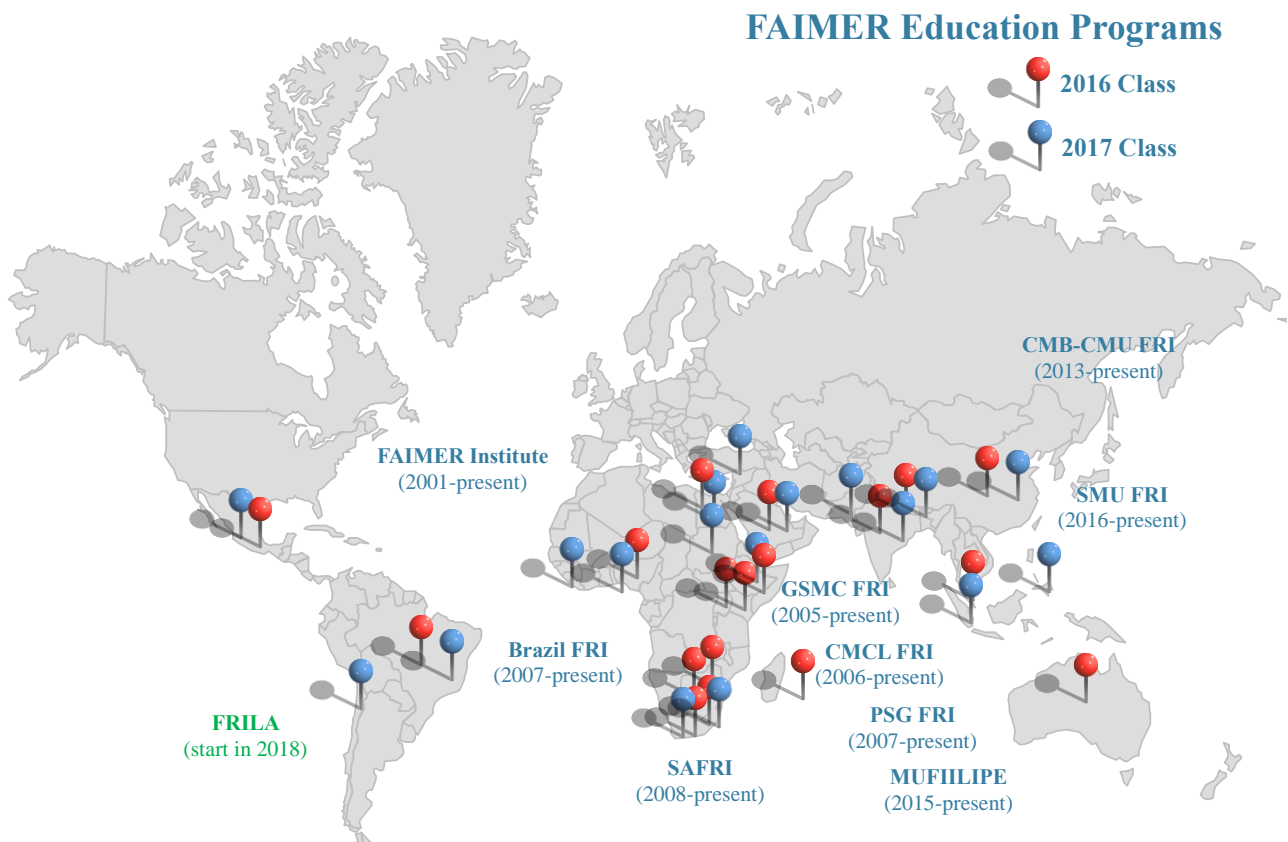 FAIMER Education Programs
2016 Class
2017 Class
CMB-CMU FRI
(2013-present)
FAIMER Institute
(2001-present)
SMU FRI
(2016-present)
GSMC FRI
(2005-present)
Brazil FRI
(2007-present)
CMCL FRI
(2006-present)
FRILA
(start in 2018)
PSG FRI
(2007-present)
SAFRI
(2008-present)
MUFIILIPE
(2015-present)